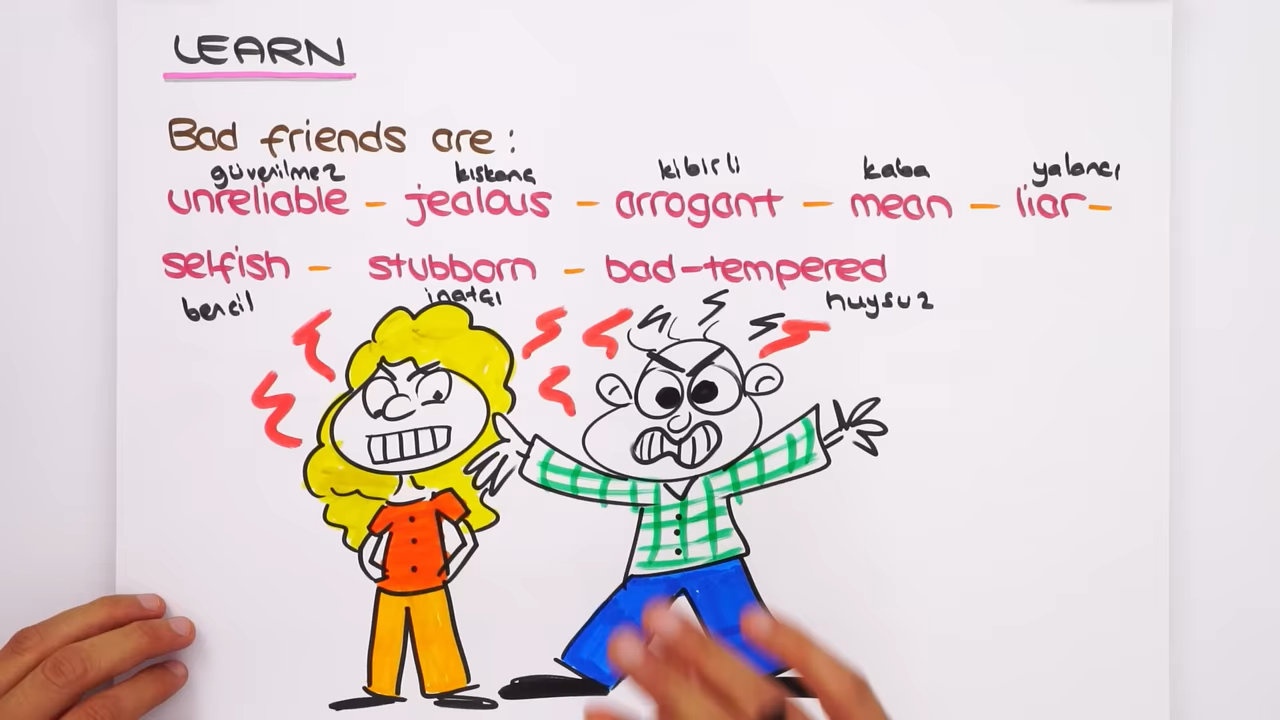 LEARN
Bad friends are:
güvenilmez kıskanç kibirli kaba yalancı
unreliable - jealous - arrogant - mean - liar -
selfish - stubborn - bad-tempered
bencil inatçı huysuz